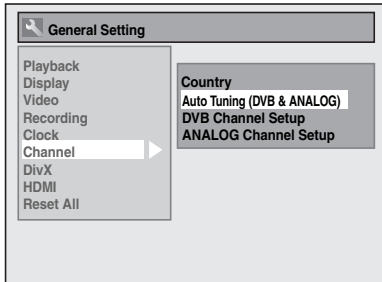 General Setting
Playback
Display
Video
Recording
Clock
Channel
DivX
HDMI
Reset All
Country
Auto Tuning (DVB & ANALOG)
DVB Channel Setup
ANALOG Channel Setup